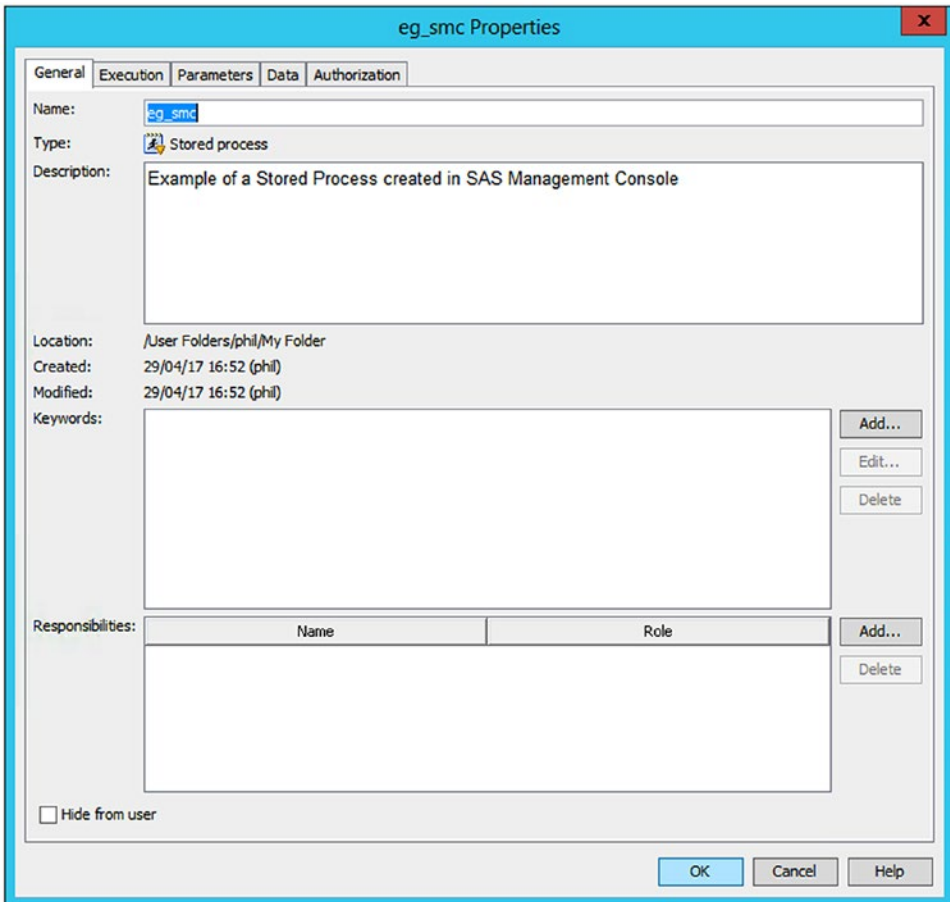 eg_smc Properties
x
General Execution Parameters Data Authorization
Name: eg_smc
Type: Stored process
Description: Example of a Stored Process created in SAS Management Console
Location: /User Folders/phil/My Folder
Created: 29/04/17 16:52 (phil)
Modified: 29/04/17 16:52 (phil)
Keywords: Add...
Edit...
Delete
Responsibilities: Name Role Add...
Delete
Hide from user
OK Cancel Help